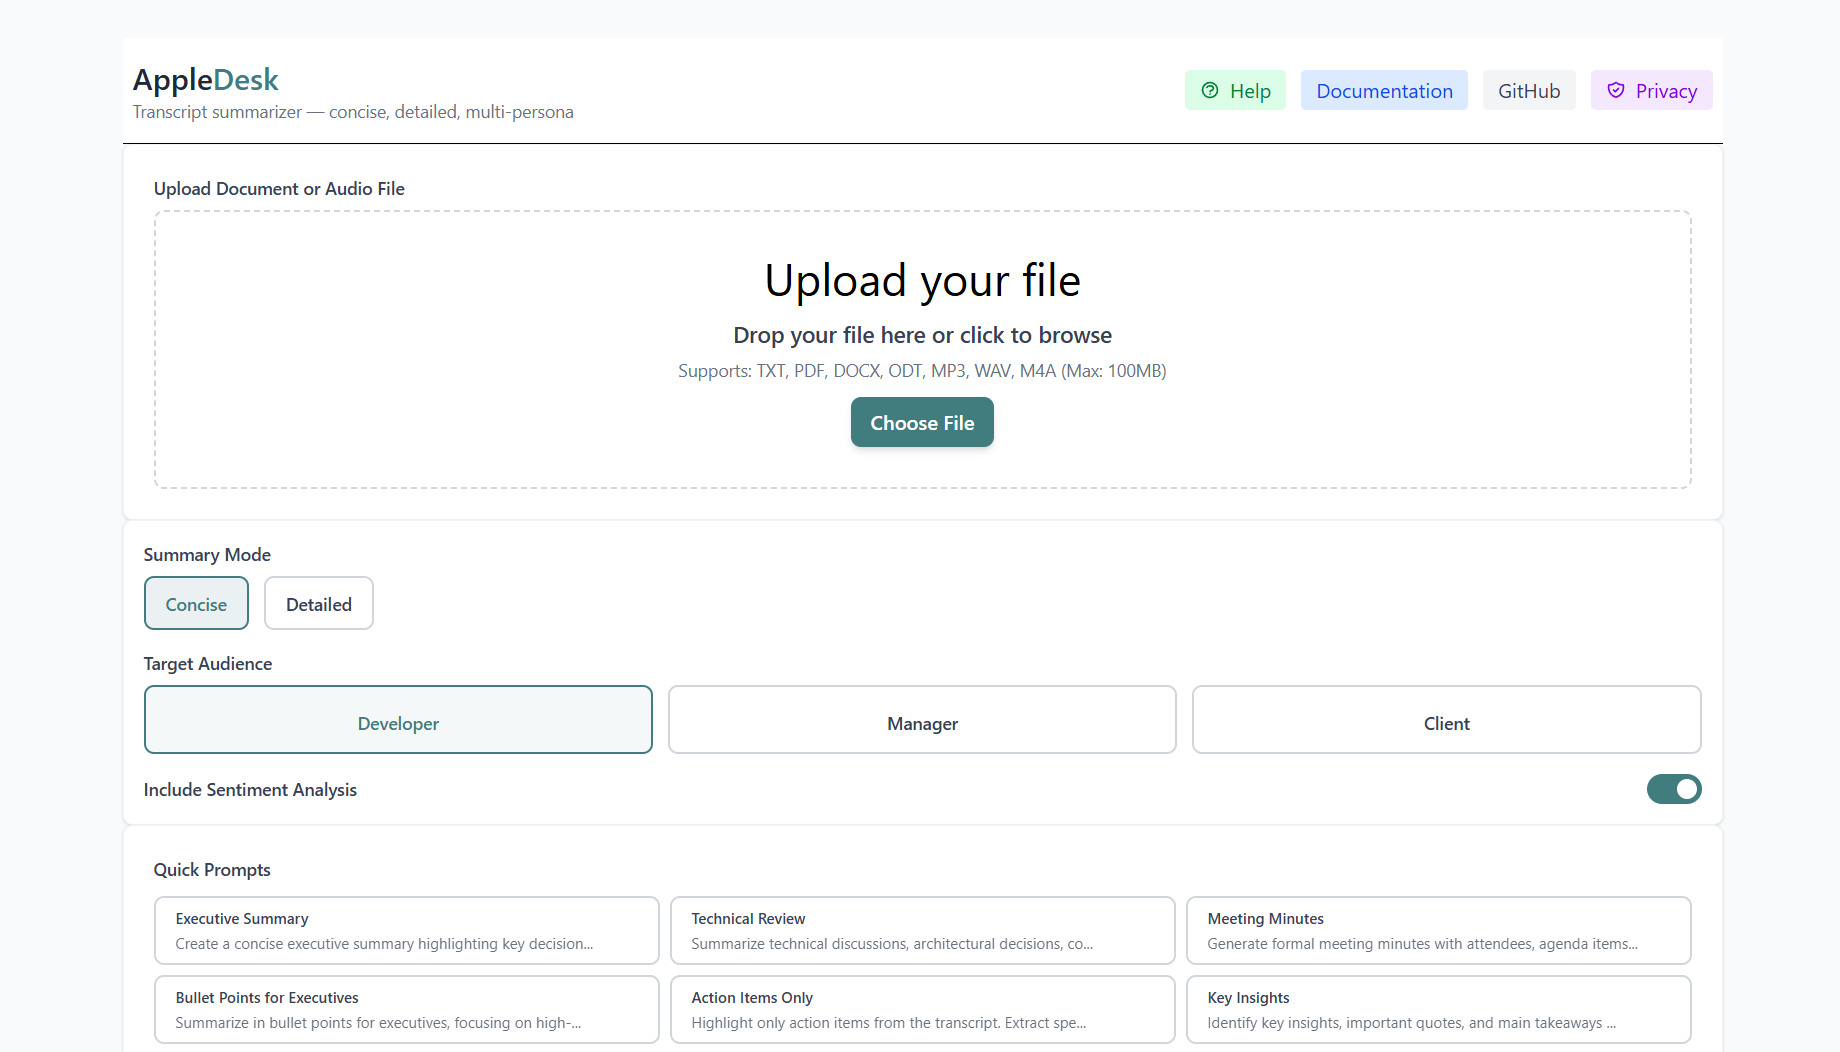 AppleDesk
Transcript summarizer — concise, detailed, multi-persona
Help
Documentation
GitHub
Privacy
Upload Document or Audio File
Upload your file
Drop your file here or click to browse
Supports: TXT, PDF, DOCX, ODT, MP3, WAV, M4A (Max: 100MB)
Choose File
Summary Mode
Concise
Detailed
Target Audience
Developer
Manager
Client
Include Sentiment Analysis
Quick Prompts
Executive Summary
Create a concise executive summary highlighting key decision...
Technical Review
Summarize technical discussions, architectural decisions, co...
Meeting Minutes
Generate formal meeting minutes with attendees, agenda items...
Bullet Points for Executives
Summarize in bullet points for executives, focusing on high-...
Action Items Only
Highlight only action items from the transcript. Extract spe...
Key Insights
Identify key insights, important quotes, and main takeaways ...